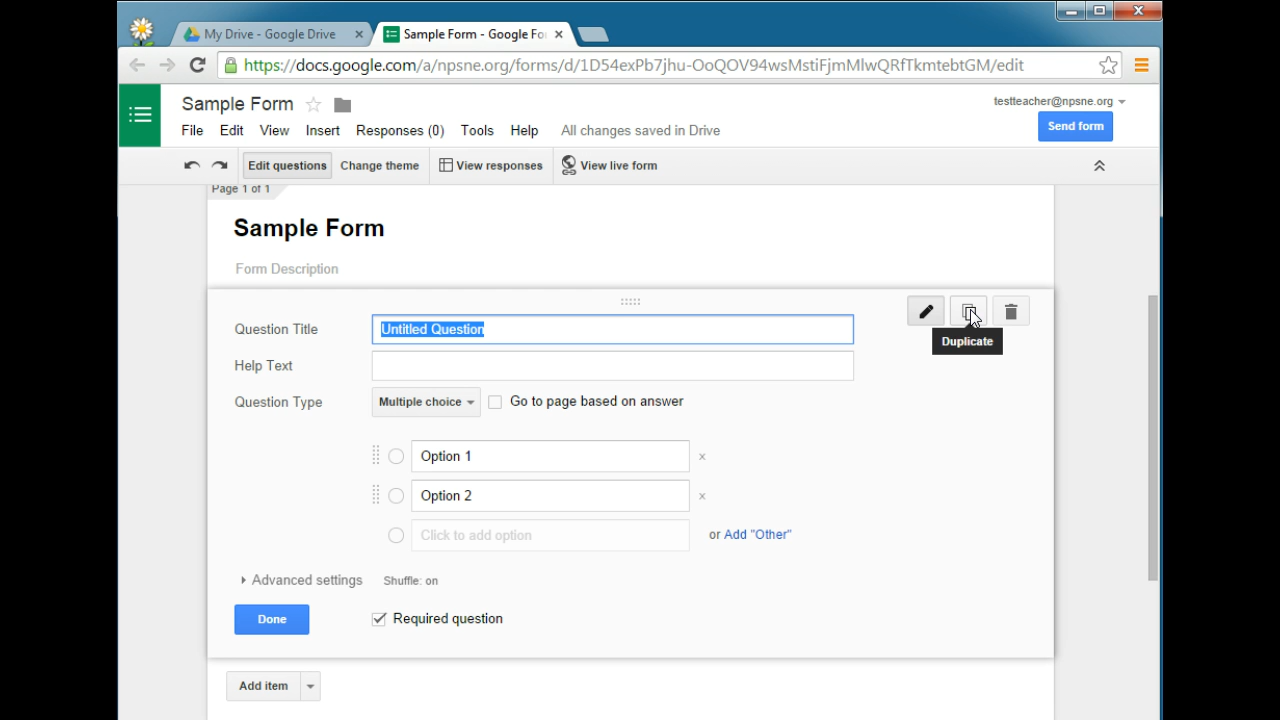 My Drive - Google Drive
Sample Form - Google Fo
https://docs.google.com/a/npsne.org/forms/d/1D54exPb7jhu-OoQOV94wsMstiFjmMlwQRfTkmtebtGM/edit
Sample Form
testteacher@npsne.org
File Edit View Insert Responses (0) Tools Help All changes saved in Drive
Send form
Edit questions Change theme View responses View live form
Page 1 of 1
Sample Form
Form Description
Question Title Untitled Question
Duplicate
Help Text
Question Type Multiple choice Go to page based on answer
Option 1 x
Option 2 x
Click to add option or Add "Other"
Advanced settings Shuffle: on
Done Required question
Add item